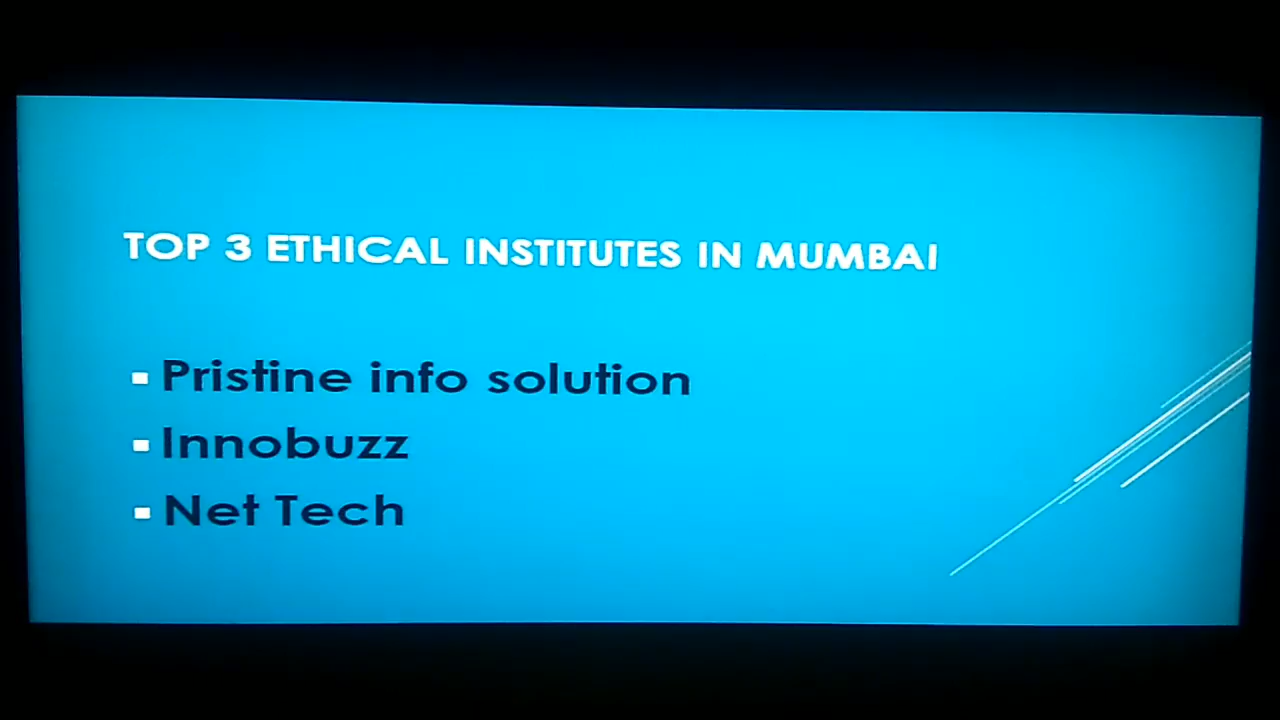 TOP 3 ETHICAL INSTITUTES IN MUMBAI
Pristine info solution
Innobuzz
Net Tech